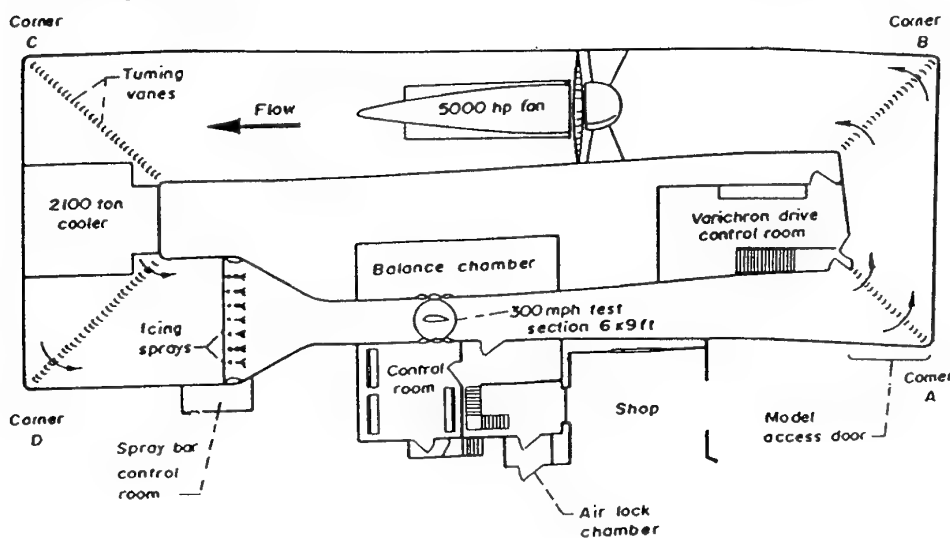 Corner
C
Corner
B
Turning
vanes
Flow
5000 hp fan
2100 ton
cooler
Varichron drive
control room
Balance chamber
300 mph test
section 6x9 ft
Icing
sprays
Control
room
Shop
Corner
A
Model
access door
Corner
D
Spray bar
control
room
Air lock
chamber